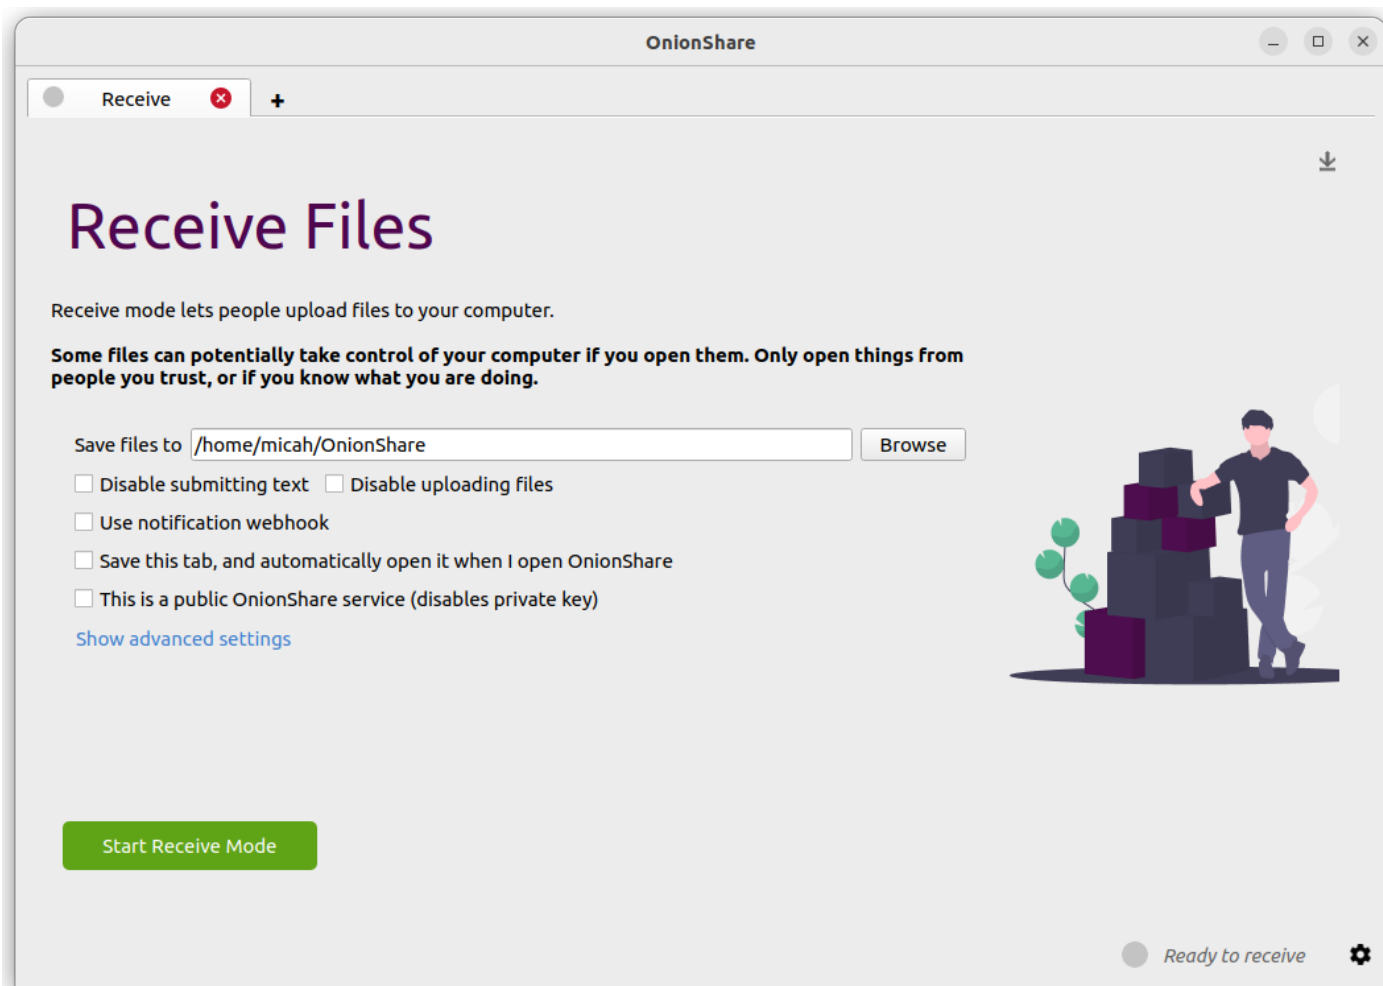 OnionShare
Receive
Receive Files
Receive mode lets people upload files to your computer.
Some files can potentially take control of your computer if you open them. Only open things from
people you trust, or if you know what you are doing.
Save files to /home/micah/OnionShare Browse
Disable submitting text Disable uploading files
Use notification webhook
Save this tab, and automatically open it when I open OnionShare
This is a public OnionShare service (disables private key)
Show advanced settings
Start Receive Mode
Ready to receive